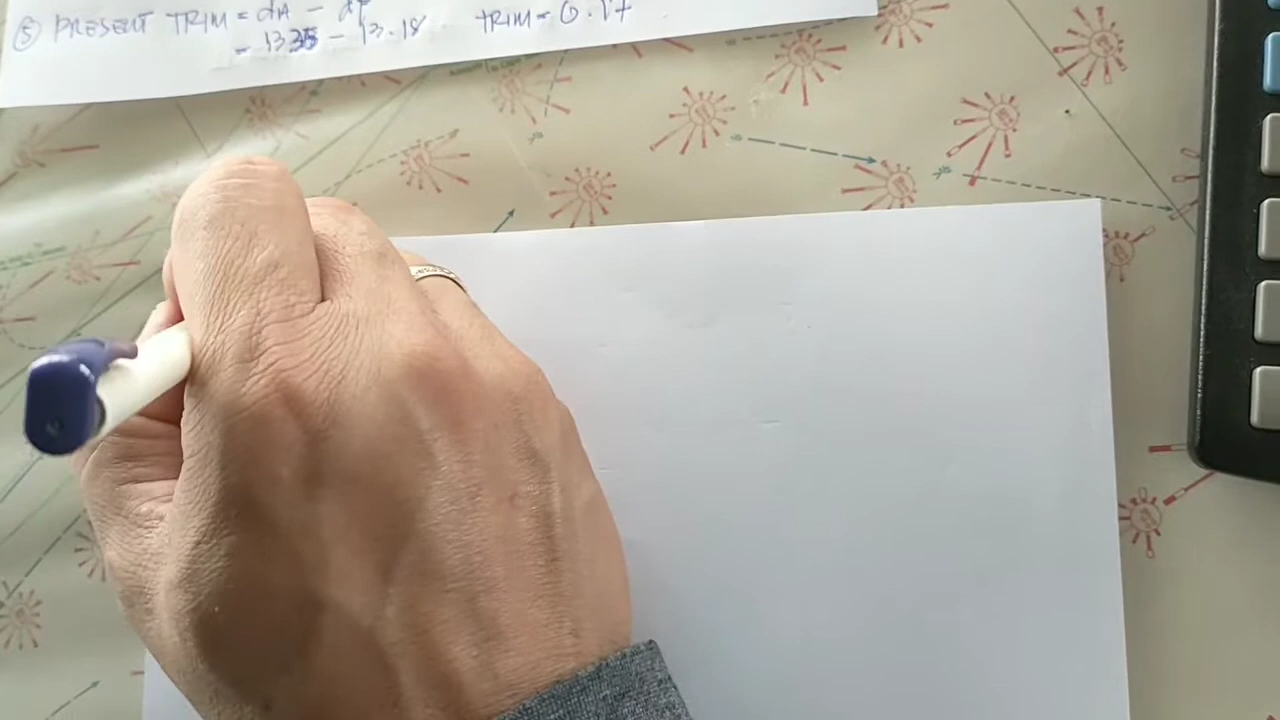 ⑤ PRESENT TRIM = dA - dF TRIM = 0.17
= 13.35 - 13.18